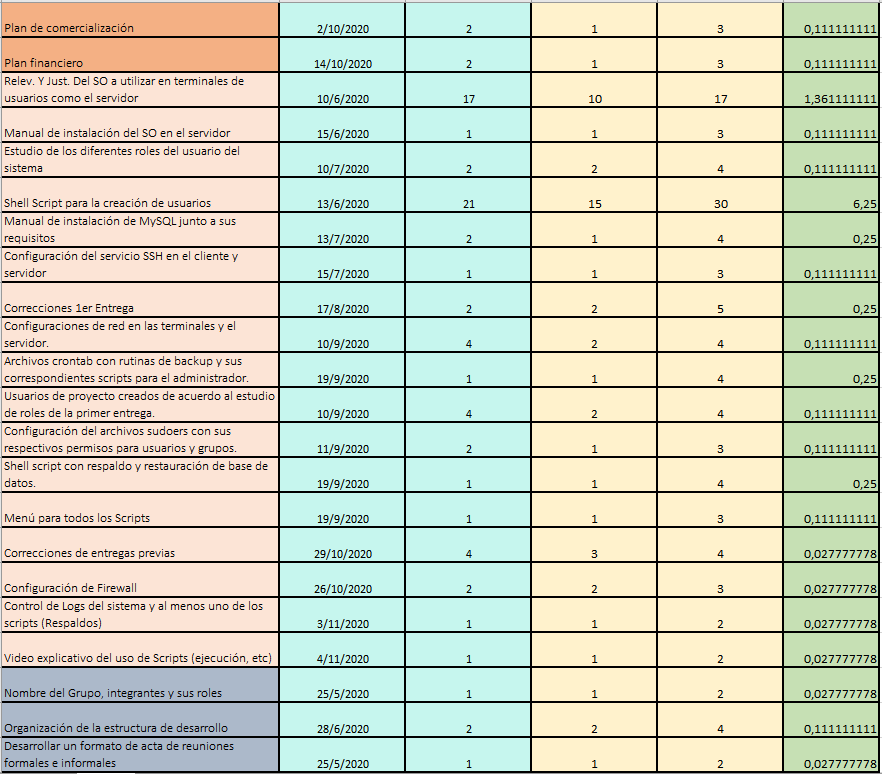 Plan de comercialización 2/10/2020 2 1 3 0,111111111
Plan financiero 14/10/2020 2 1 3 0,111111111
Relev. Y Just. Del SO a utilizar en terminales de
usuarios como el servidor 10/6/2020 17 10 17 1,361111111
Manual de instalación del SO en el servidor 15/6/2020 1 1 3 0,111111111
Estudio de los diferentes roles del usuario del
sistema 10/7/2020 2 2 4 0,111111111
Shell Script para la creación de usuarios 13/6/2020 21 15 30 6,25
Manual de instalación de MySQL junto a sus
requisitos 13/7/2020 2 1 4 0,25
Configuración del servicio SSH en el cliente y
servidor 15/7/2020 1 1 3 0,111111111
Correcciones 1er Entrega 17/8/2020 2 2 5 0,25
Configuraciones de red en las terminales y el
servidor. 10/9/2020 4 2 4 0,111111111
Archivos crontab con rutinas de backup y sus
correspondientes scripts para el administrador. 19/9/2020 1 1 4 0,25
Usuarios de proyecto creados de acuerdo al estudio
de roles de la primer entrega. 10/9/2020 4 2 4 0,111111111
Configuración del archivos sudoers con sus
respectivos permisos para usuarios y grupos. 11/9/2020 2 1 3 0,111111111
Shell script con respaldo y restauración de base de
datos. 19/9/2020 1 1 4 0,25
Menú para todos los Scripts 19/9/2020 1 1 3 0,111111111
Correcciones de entregas previas 29/10/2020 4 3 4 0,027777778
Configuración de Firewall 26/10/2020 2 2 3 0,027777778
Control de Logs del sistema y al menos uno de los
scripts (Respaldos) 3/11/2020 1 1 2 0,027777778
Video explicativo del uso de Scripts (ejecución, etc) 4/11/2020 1 1 2 0,027777778
Nombre del Grupo, integrantes y sus roles 25/5/2020 1 1 2 0,027777778
Organización de la estructura de desarrollo 28/6/2020 2 2 4 0,111111111
Desarrollar un formato de acta de reuniones
formales e informales 25/5/2020 1 1 2 0,027777778